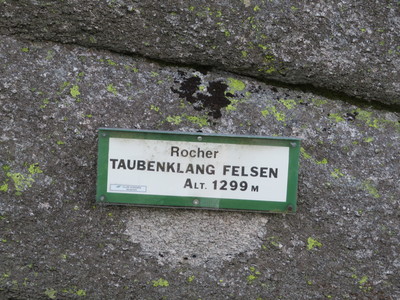 Rocher
TAUBENKLANG FELSEN
ALT. 1299 M